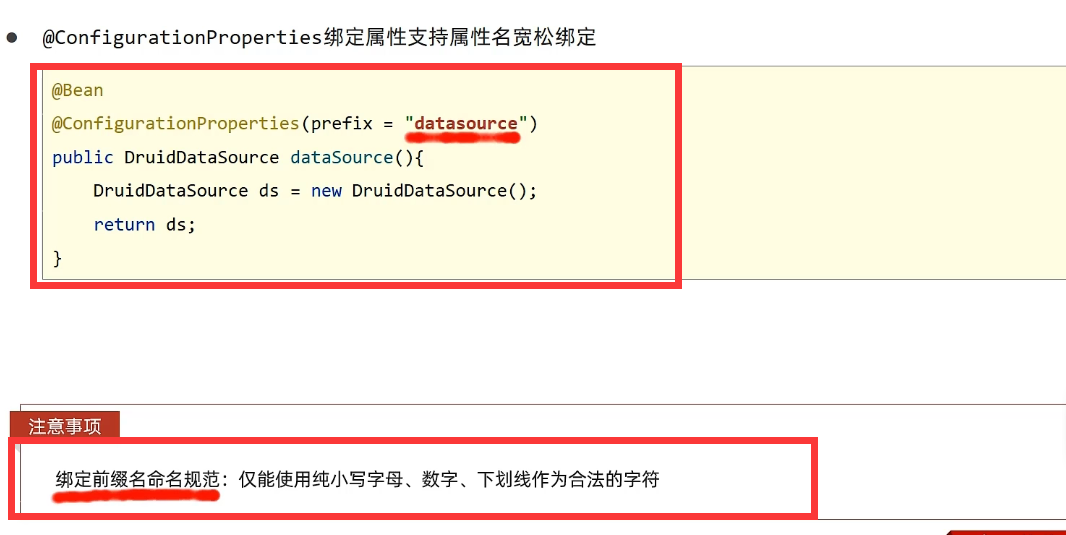 ● @ConfigurationProperties绑定属性支持属性名宽松绑定
@Bean
@ConfigurationProperties(prefix = "datasource")
public DruidDataSource dataSource(){
    DruidDataSource ds = new DruidDataSource();
    return ds;
}
注意事项
绑定前缀名命名规范：仅能使用纯小写字母、数字、下划线作为合法的字符